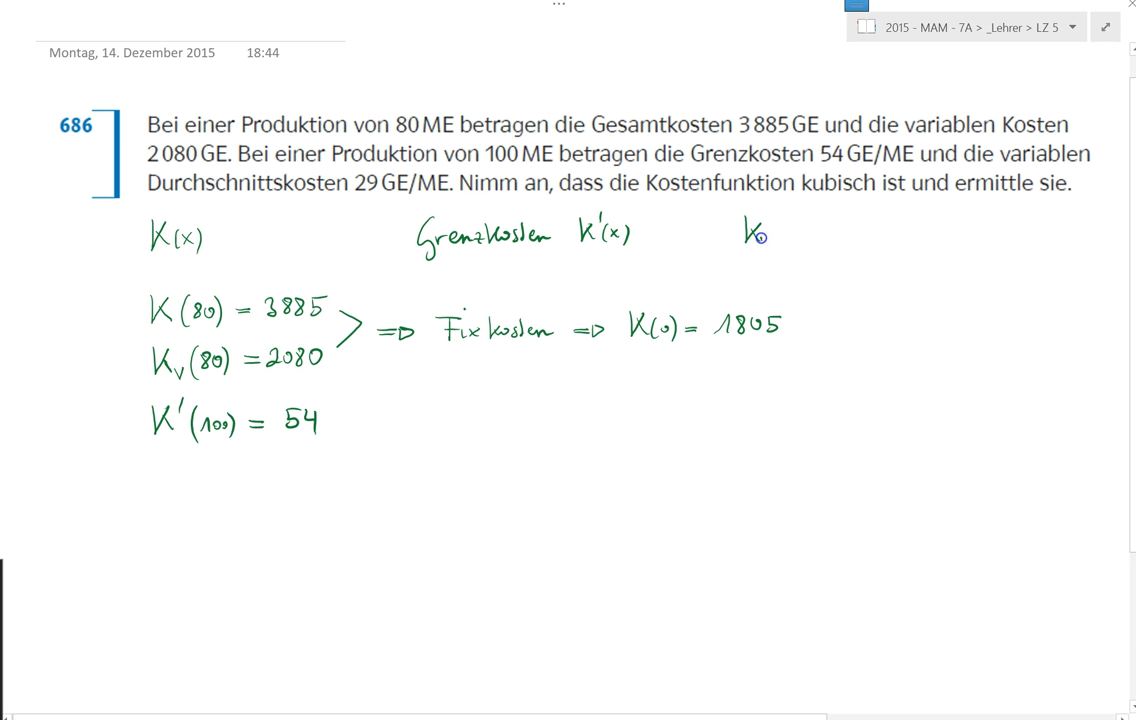 2015 - MAM - 7A > _Lehrer > LZ 5
Montag, 14. Dezember 2015 18:44
686 Bei einer Produktion von 80 ME betragen die Gesamtkosten 3 885 GE und die variablen Kosten
2 080 GE. Bei einer Produktion von 100 ME betragen die Grenzkosten 54 GE/ME und die variablen
Durchschnittskosten 29 GE/ME. Nimm an, dass die Kostenfunktion kubisch ist und ermittle sie.
K(x) Grenzkosten K'(x) K
K(80) = 3885
⇒ Fixkosten ⇒ K(0) = 1805
Kv(80) = 2080
K'(100) = 54